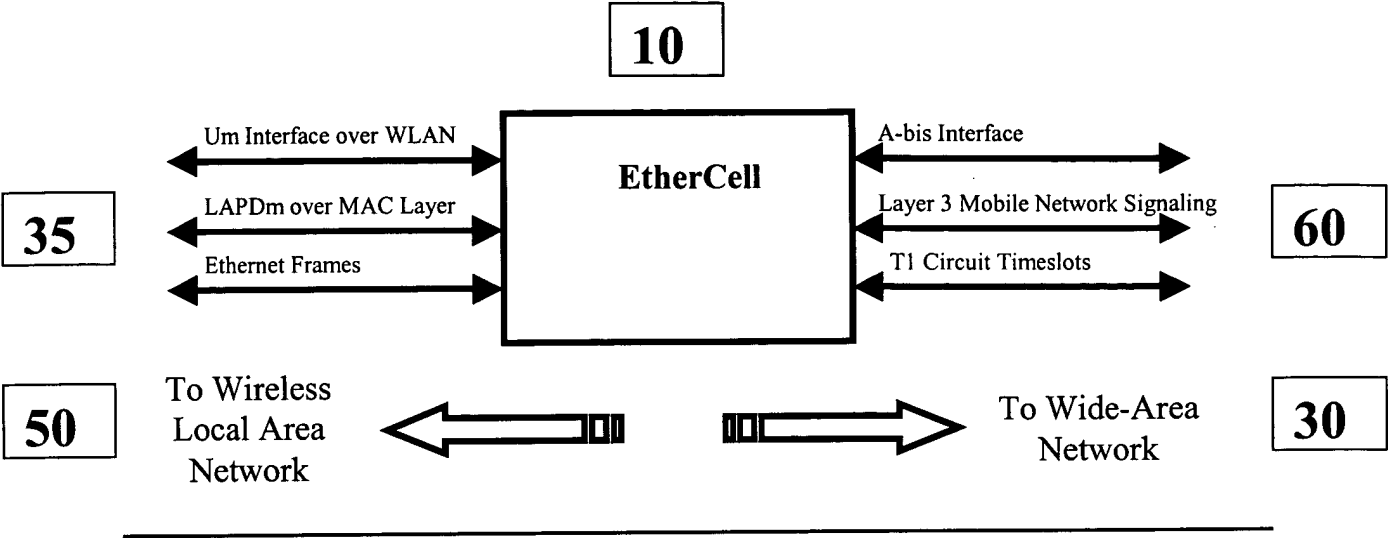 10
Um Interface over WLAN
A-bis Interface
EtherCell
35
LAPDm over MAC Layer
Layer 3 Mobile Network Signaling
60
Ethernet Frames
T1 Circuit Timeslots
50
To Wireless
Local Area
Network
To Wide-Area
Network
30